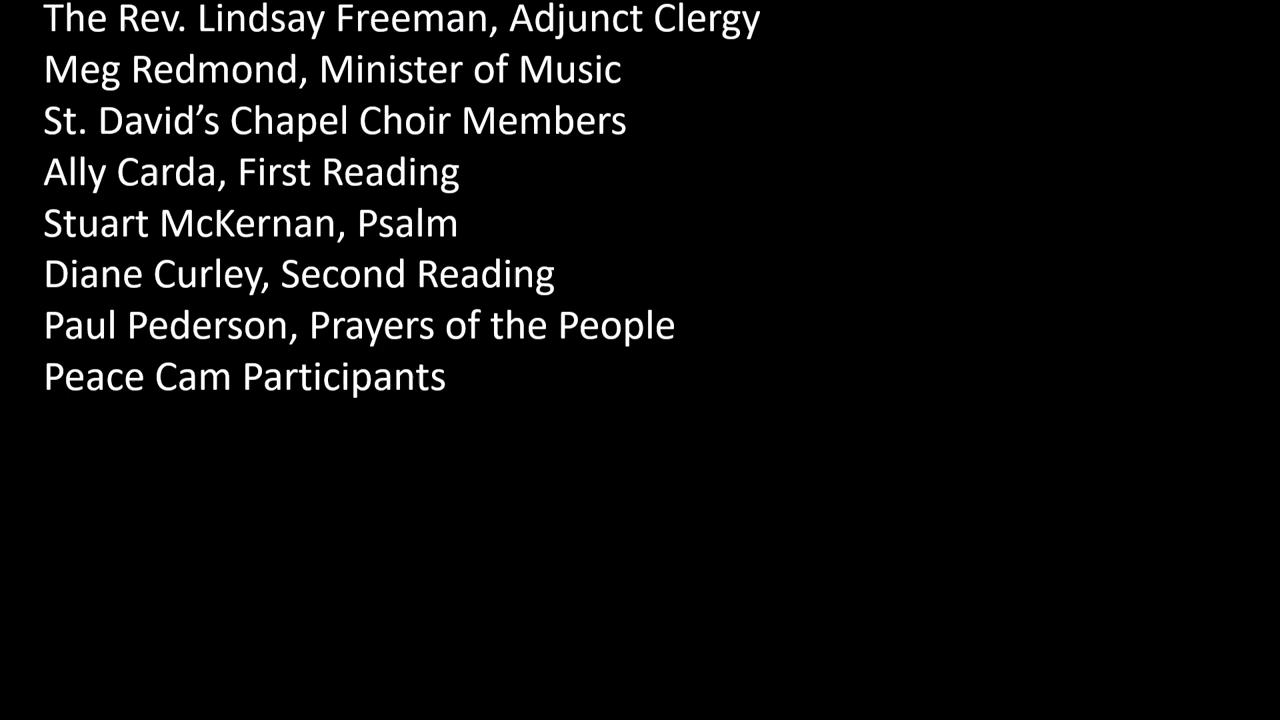 The Rev. Lindsay Freeman, Adjunct Clergy
Meg Redmond, Minister of Music
St. David’s Chapel Choir Members
Ally Carda, First Reading
Stuart McKernan, Psalm
Diane Curley, Second Reading
Paul Pederson, Prayers of the People
Peace Cam Participants